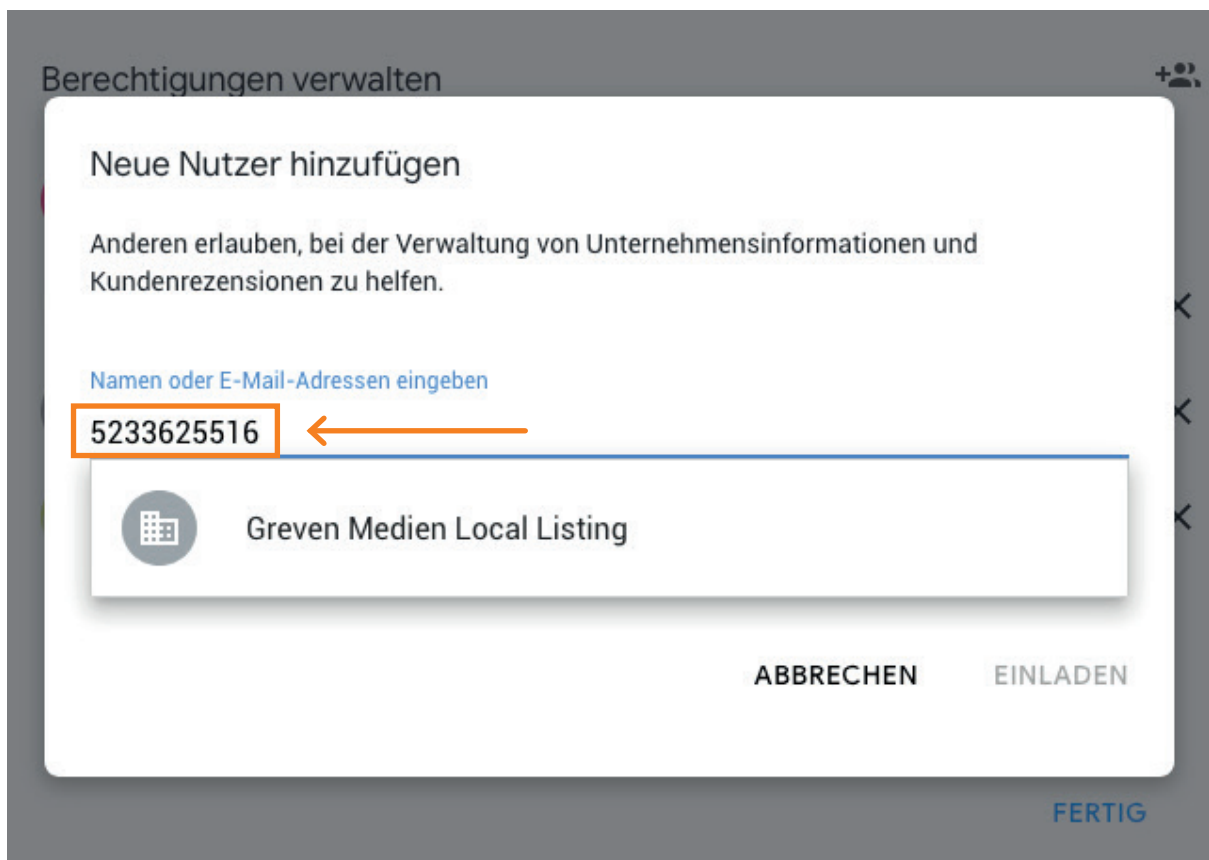 Berechtigungen verwalten
Neue Nutzer hinzufügen
Anderen erlauben, bei der Verwaltung von Unternehmensinformationen und
Kundenrezensionen zu helfen.
Namen oder E-Mail-Adressen eingeben
5233625516
Greven Medien Local Listing
ABBRECHEN EINLADEN
FERTIG